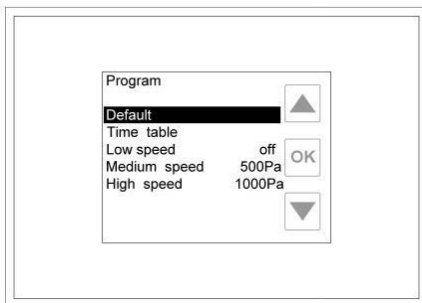 Program
Default
Time table
Low speed off
Medium speed 500Pa
High speed 1000Pa
OK